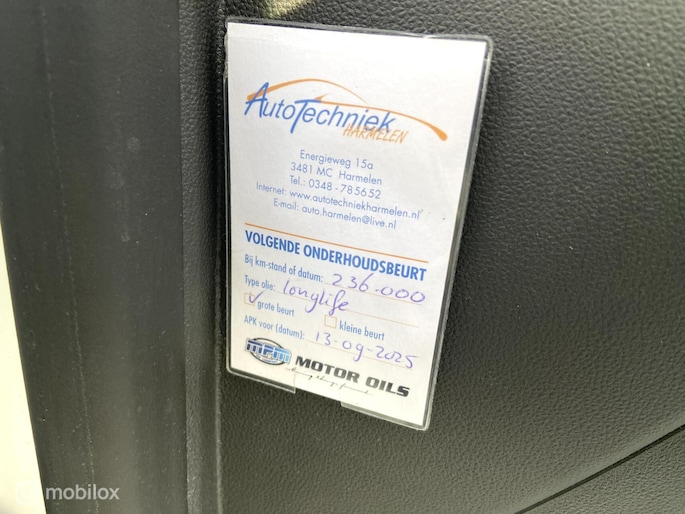 AutoTechniek
HARMELEN
Energieweg 15a
3481 MC Harmelen
Tel.: 0348 - 785652
Internet: www.autotechniekharmelen.nl
E-mail: auto.harmelen@live.nl
VOLGENDE ONDERHOUDSBEURT
Bij km-stand of datum: 236.000
Type olie: longlife
grote beurt kleine beurt
APK voor (datum): 13-09-2025
MPM MOTOR OILS
mobilox